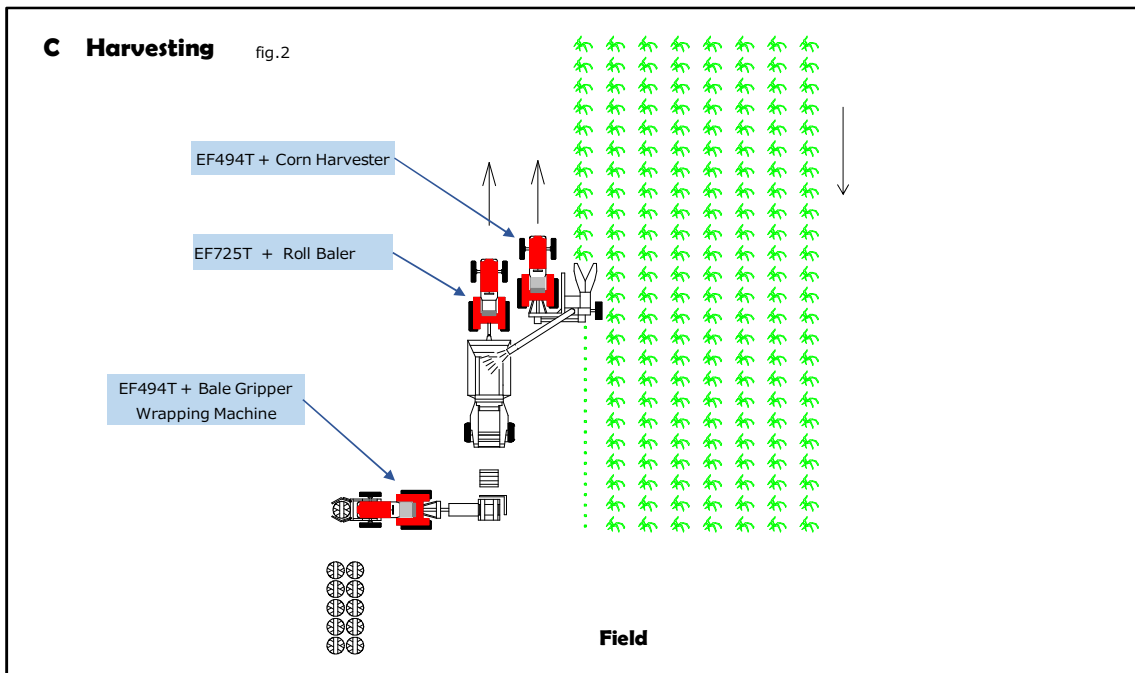 C Harvesting fig.2
EF494T + Corn Harvester
EF725T + Roll Baler
EF494T + Bale Gripper
Wrapping Machine
Field